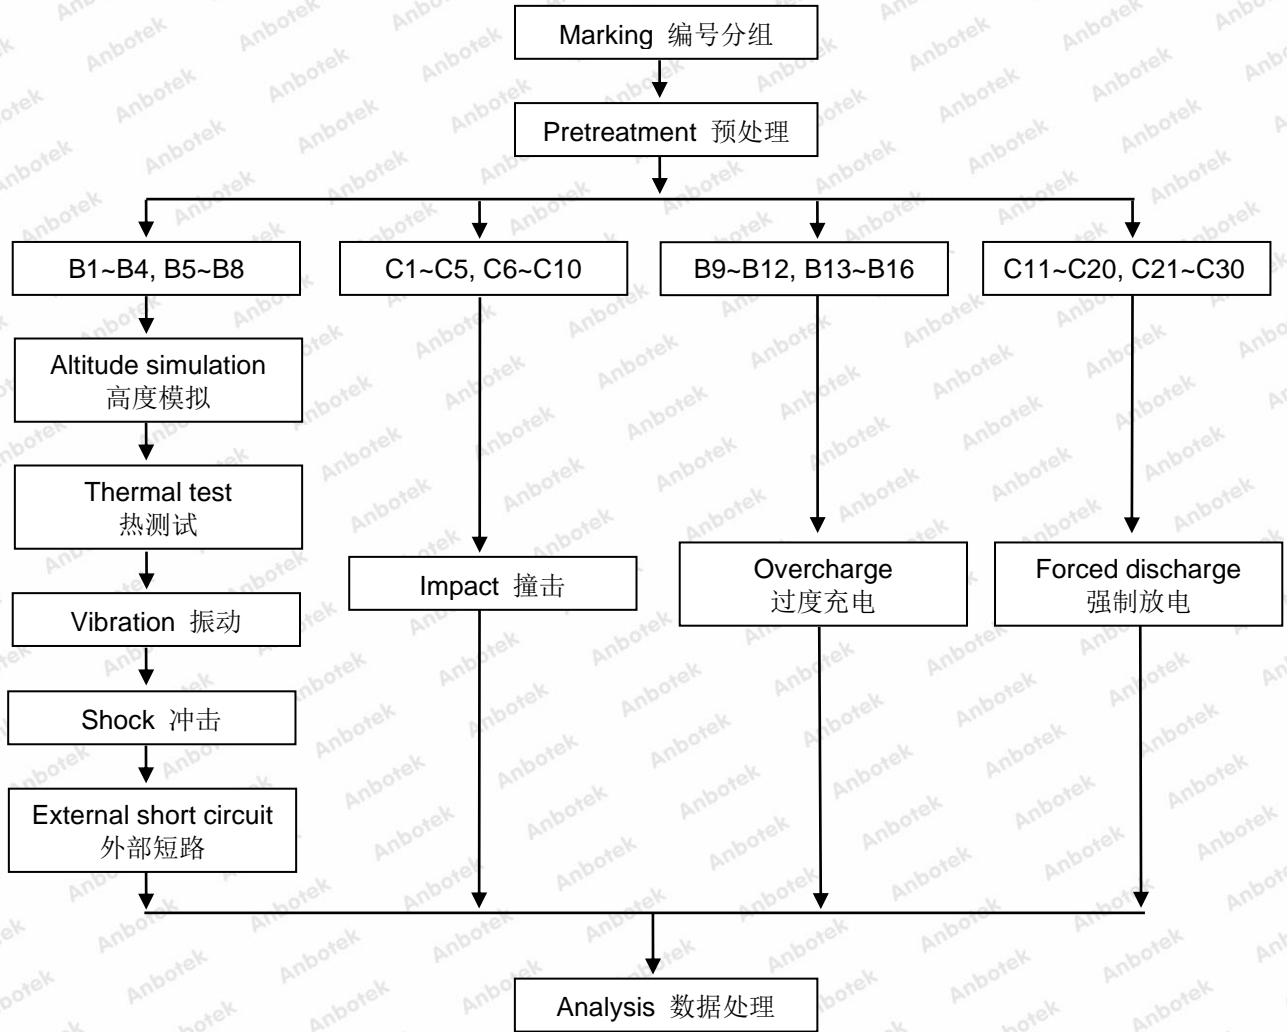 Marking 编号分组
Pretreatment 预处理
B1~B4, B5~B8
C1~C5, C6~C10
B9~B12, B13~B16
C11~C20, C21~C30
Altitude simulation
高度模拟
Thermal test
热测试
Vibration 振动
Shock 冲击
External short circuit
外部短路
Impact 撞击
Overcharge
过度充电
Forced discharge
强制放电
Analysis 数据处理
Anbotek